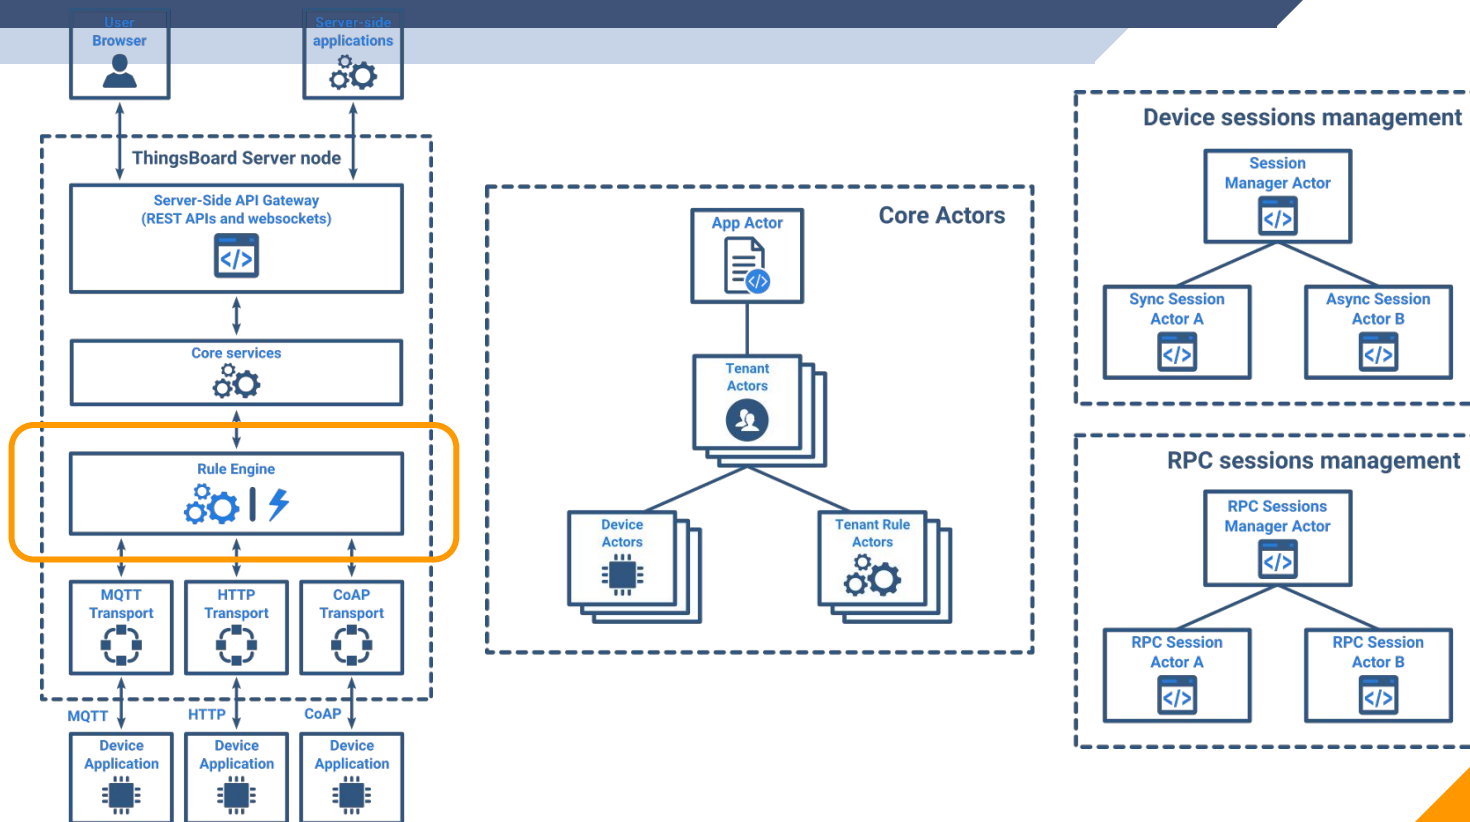 User
Browser
Server-side
applications
ThingsBoard Server node
Server-Side API Gateway
(REST APIs and websockets)
</>
Core services
Rule Engine
MQTT
Transport
HTTP
Transport
CoAP
Transport
MQTT
HTTP
CoAP
Device
Application
Device
Application
Device
Application
Core Actors
App Actor
</>
Tenant
Actors
Device
Actors
Tenant Rule
Actors
Device sessions management
Session
Manager Actor
</>
Sync Session
Actor A
</>
Async Session
Actor B
</>
RPC sessions management
RPC Sessions
Manager Actor
</>
RPC Session
Actor A
</>
RPC Session
Actor B
</>